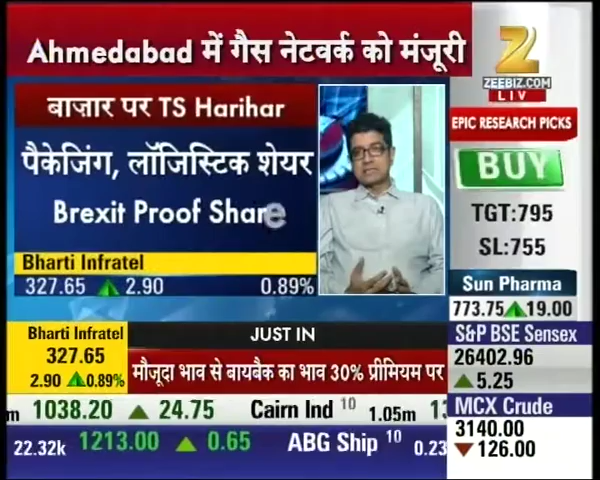 Ahmedabad में गैस नेटवर्क को मंज़ूरी
ZEEBIZ.COM
LIV
बाज़ार पर TS Harihar
पैकेजिंग, लॉजिस्टिक शेयर
Brexit Proof Share
Bharti Infratel
327.65 2.90 0.89%
EPIC RESEARCH PICKS
BUY
TGT:795
SL:755
Sun Pharma
773.75 19.00
Bharti Infratel
327.65
2.90 0.89%
JUST IN
मौजूदा भाव से बायबैक का भाव 30% प्रीमियम पर
S&P BSE Sensex
26402.96
5.25
MCX Crude
3140.00
126.00
m 1038.20 24.75 Cairn Ind 10 1.05m
22.32k 1213.00 0.65 ABG Ship 10 0.23